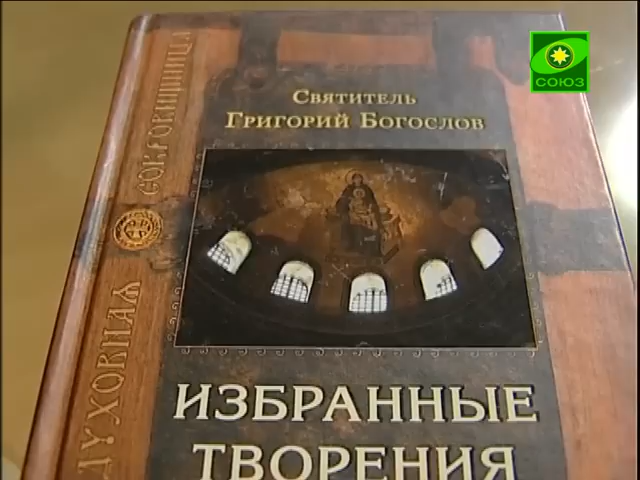 СОЮЗ
Святитель
Григорий Богослов
ДУХОВНАЯ СОКРОВИЩНИЦА
ИЗБРАННЫЕ
ТВОРЕНИЯ